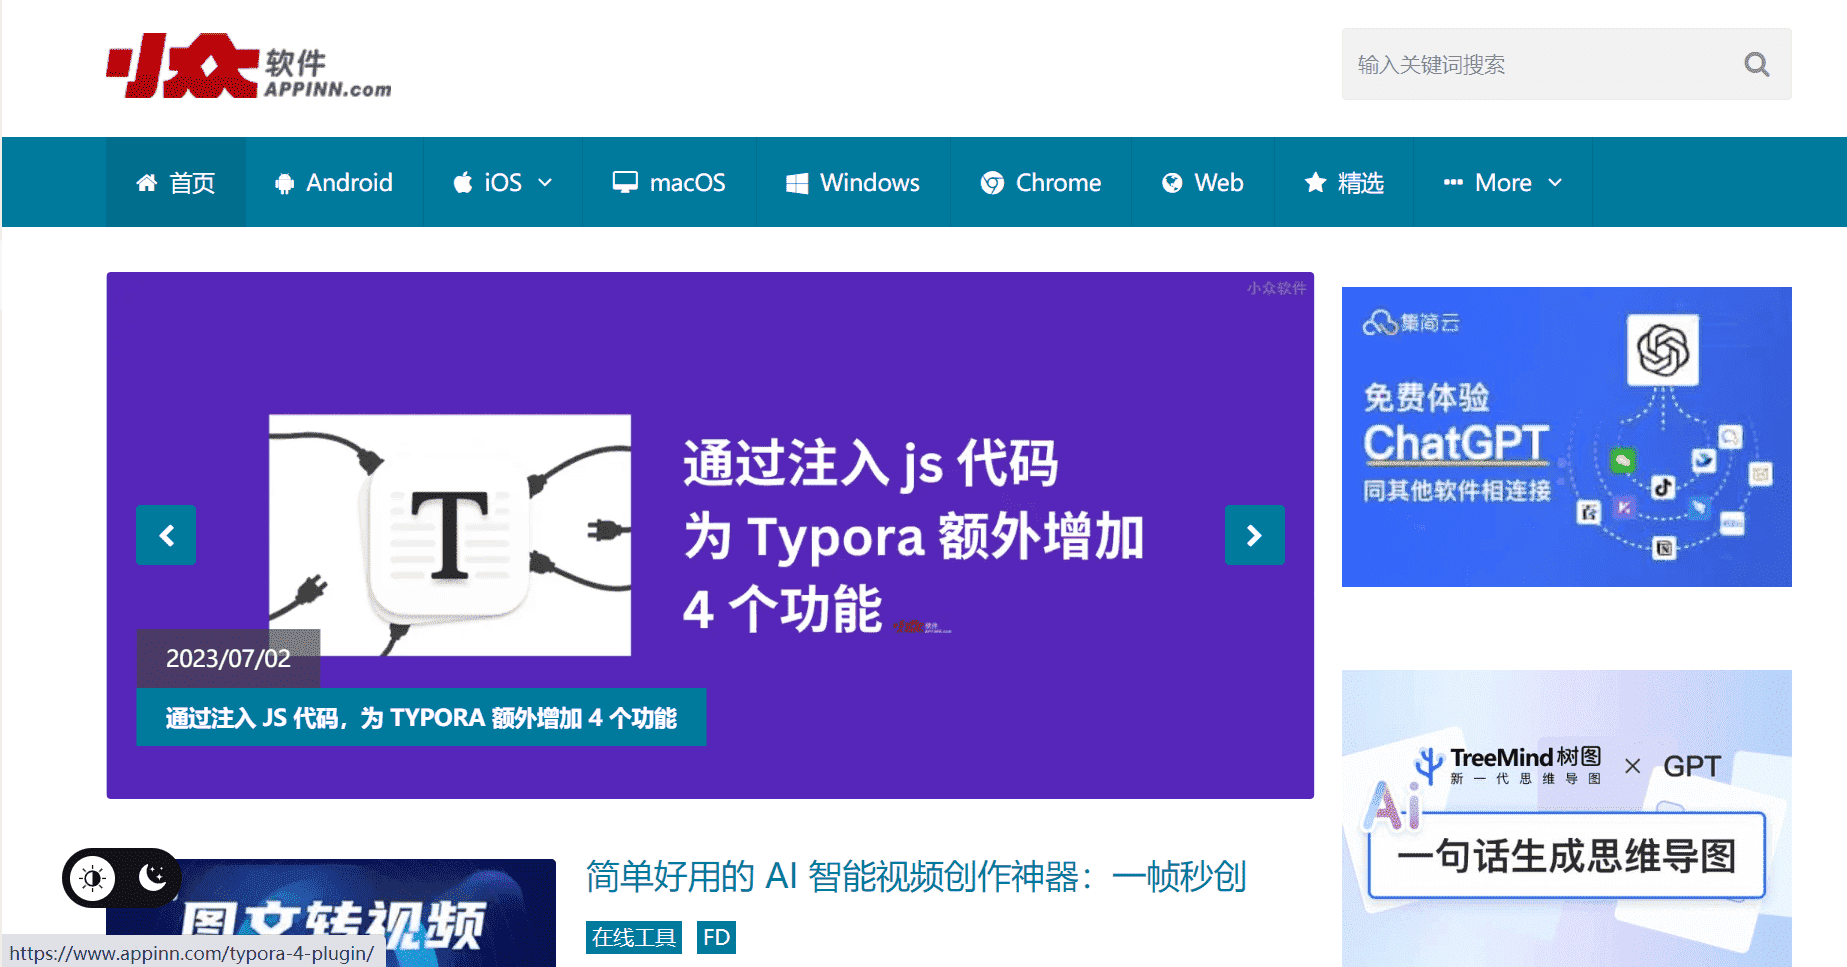 小众软件
APPINN.com
输入关键词搜索
首页
Android
iOS
macOS
Windows
Chrome
Web
精选
More
小众软件
通过注入 js 代码
为 Typora 额外增加
4 个功能
2023/07/02
通过注入 JS 代码，为 TYPORA 额外增加 4 个功能
集简云
免费体验
ChatGPT
同其他软件相连接
TreeMind树图
新一代思维导图
× GPT
Ai
一句话生成思维导图
简单好用的 AI 智能视频创作神器：一帧秒创
在线工具
FD
图文转视频
https://www.appinn.com/typora-4-plugin/